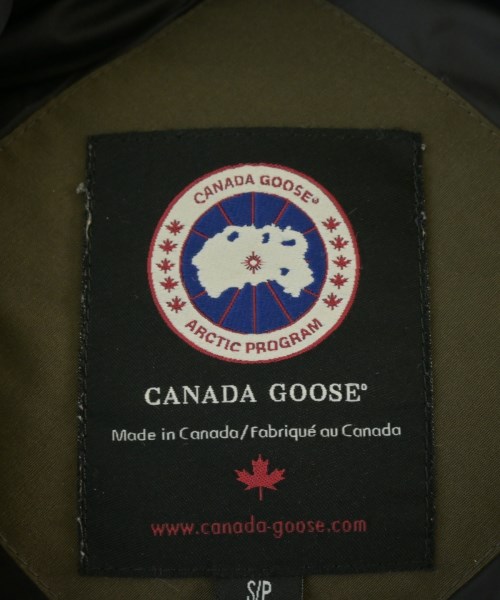 CANADA GOOSE®
ARCTIC PROGRAM
CANADA GOOSE®
Made in Canada/Fabriqué au Canada
www.canada-goose.com
S/P